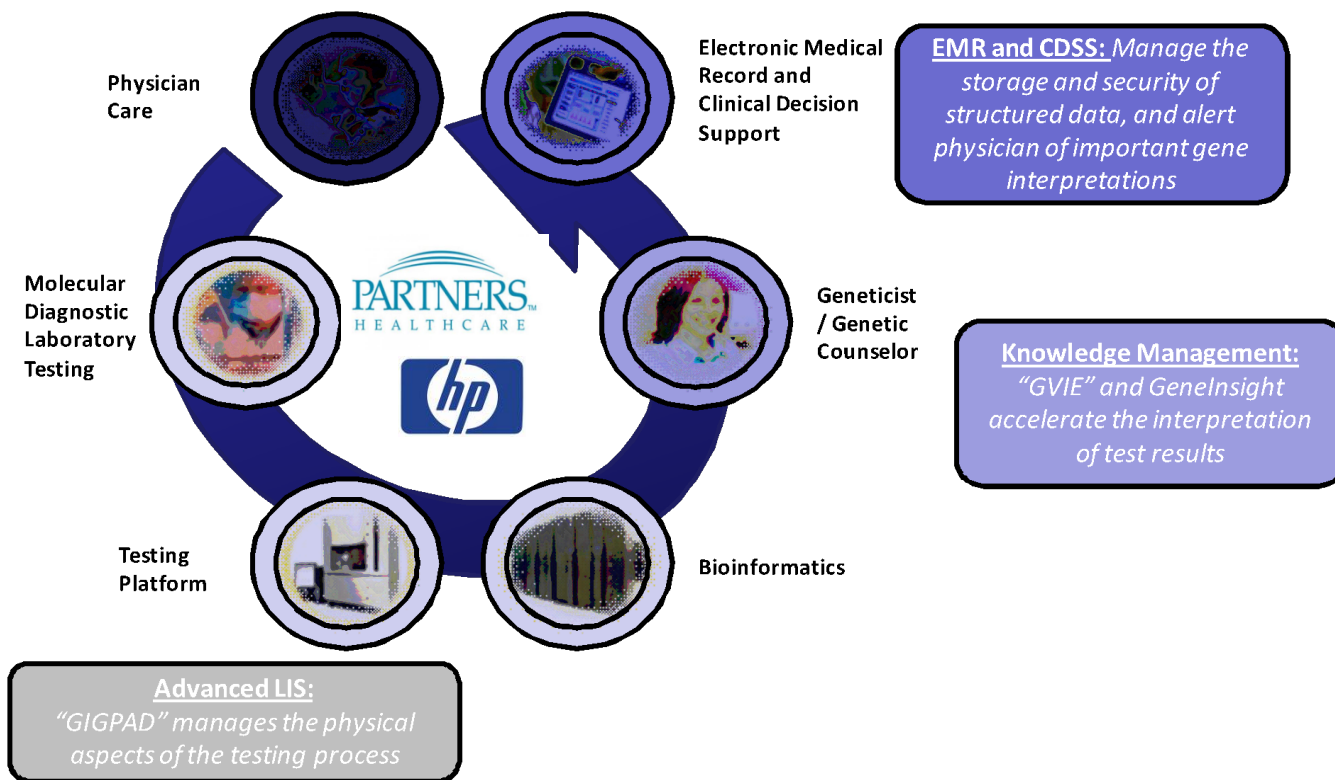 Physician
Care
Electronic Medical
Record and
Clinical Decision
Support
EMR and CDSS: Manage the
storage and security of
structured data, and alert
physician of important gene
interpretations
Molecular
Diagnostic
Laboratory
Testing
PARTNERS™
HEALTHCARE
hp
Geneticist
/ Genetic
Counselor
Knowledge Management:
“GVIE” and GeneInsight
accelerate the interpretation
of test results
Testing
Platform
Bioinformatics
Advanced LIS:
“GIGPAD” manages the physical
aspects of the testing process